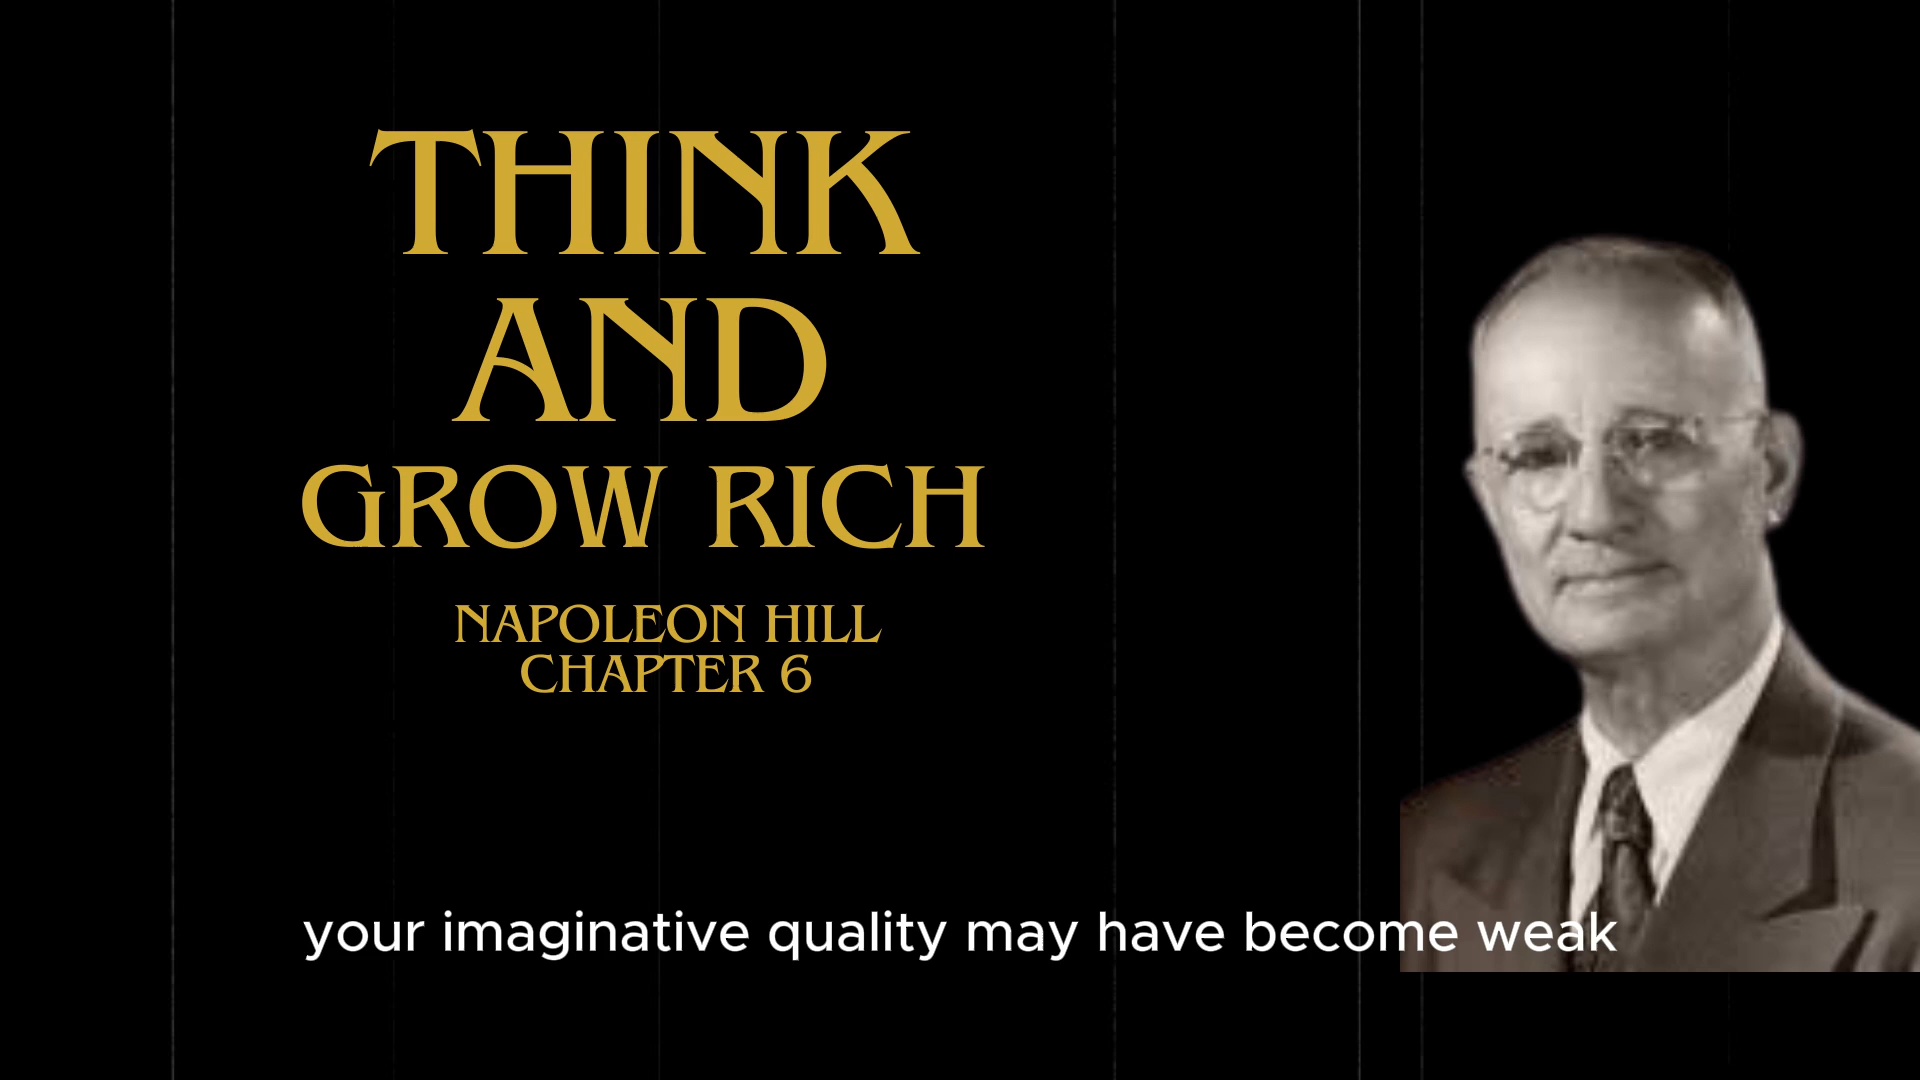 THINK
AND
GROW RICH
NAPOLEON HILL
CHAPTER 6
your imaginative quality may have become weak